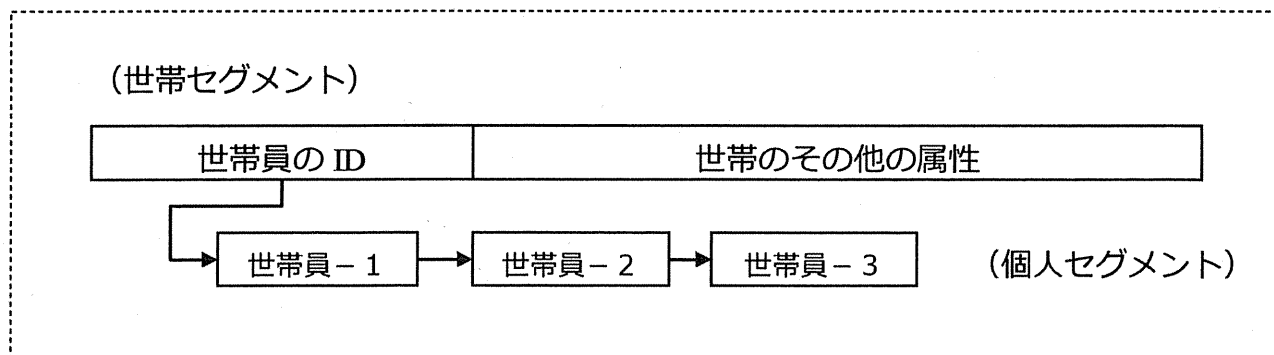 （世帯セグメント）
世帯員の ID
世帯のその他の属性
世帯員－1
世帯員－2
世帯員－3
（個人セグメント）